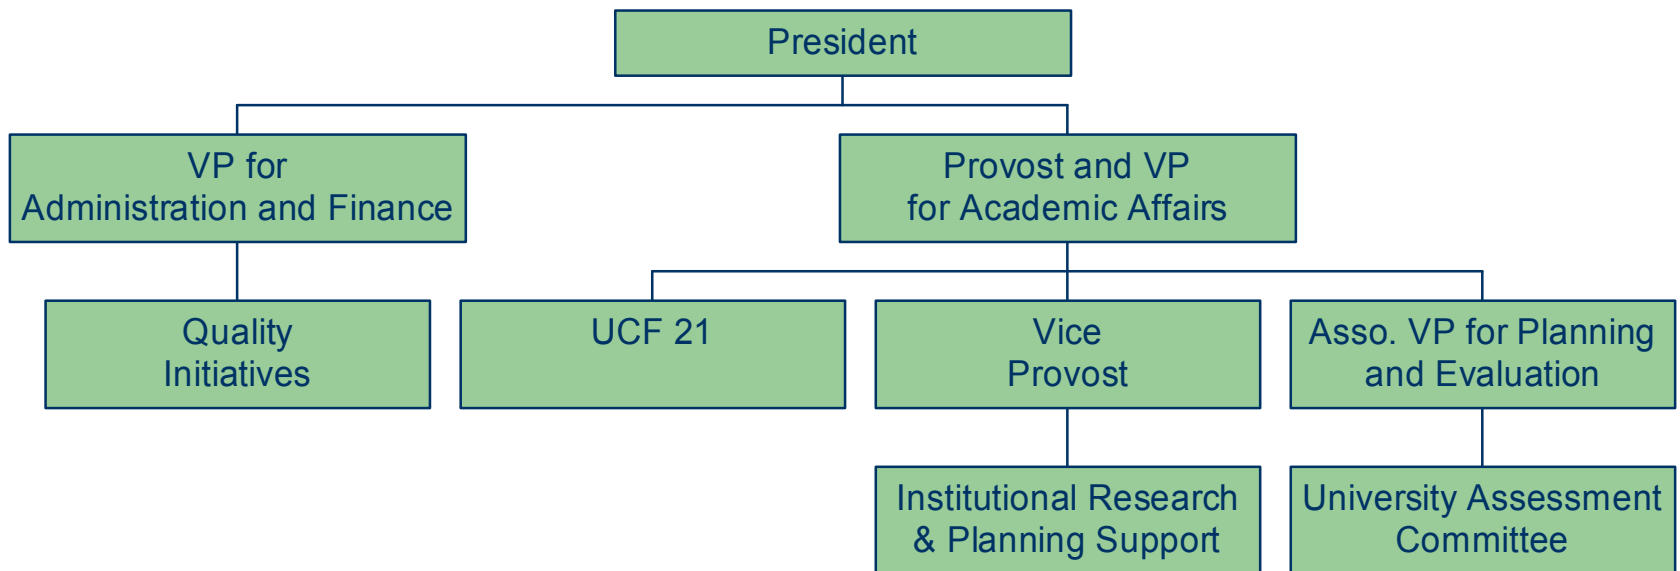 President
VP for
Administration and Finance
Provost and VP
for Academic Affairs
Quality
Initiatives
UCF 21
Vice
Provost
Asso. VP for Planning
and Evaluation
Institutional Research
& Planning Support
University Assessment
Committee